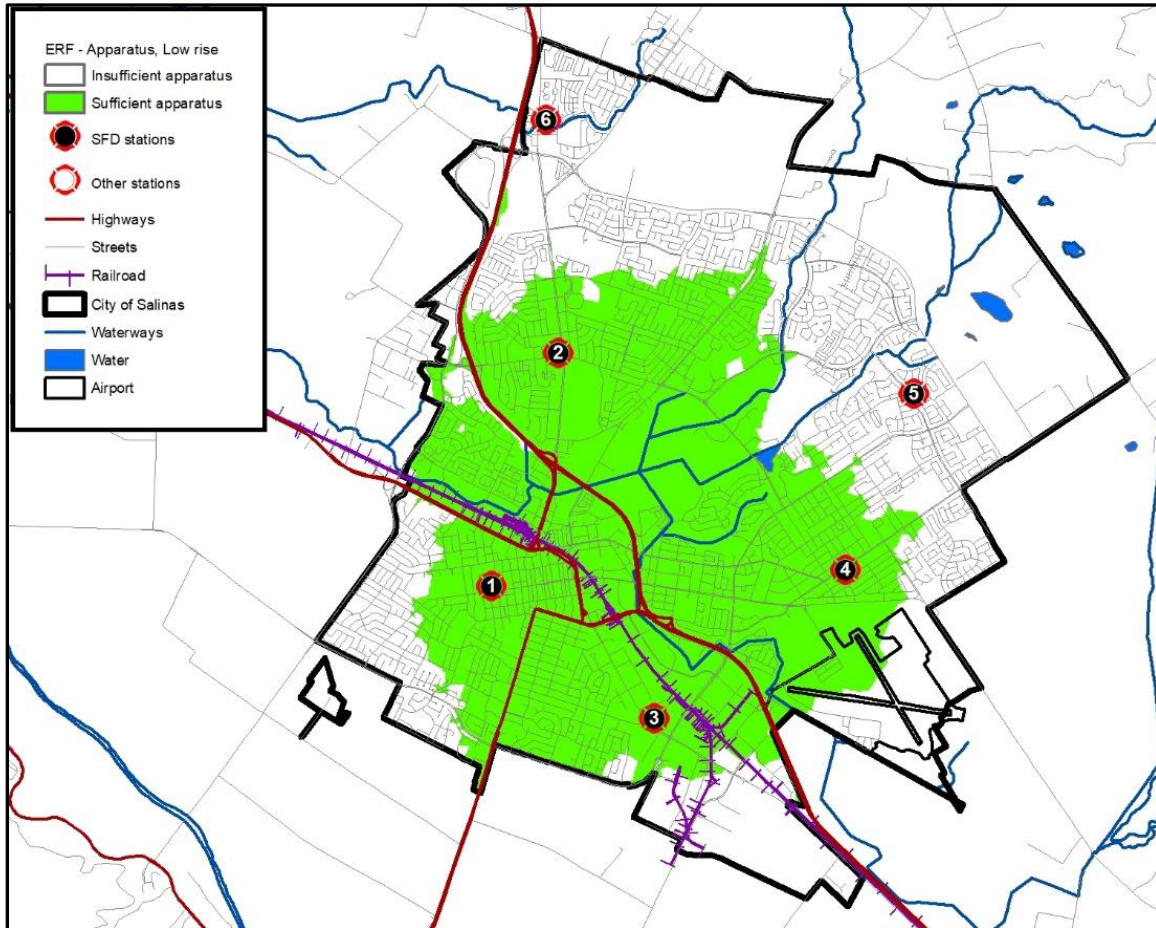 ERF - Apparatus, Low rise
Insufficient apparatus
Sufficient apparatus
SFD stations
Other stations
Highways
Streets
Railroad
City of Salinas
Waterways
Water
Airport
6
2
5
4
1
3